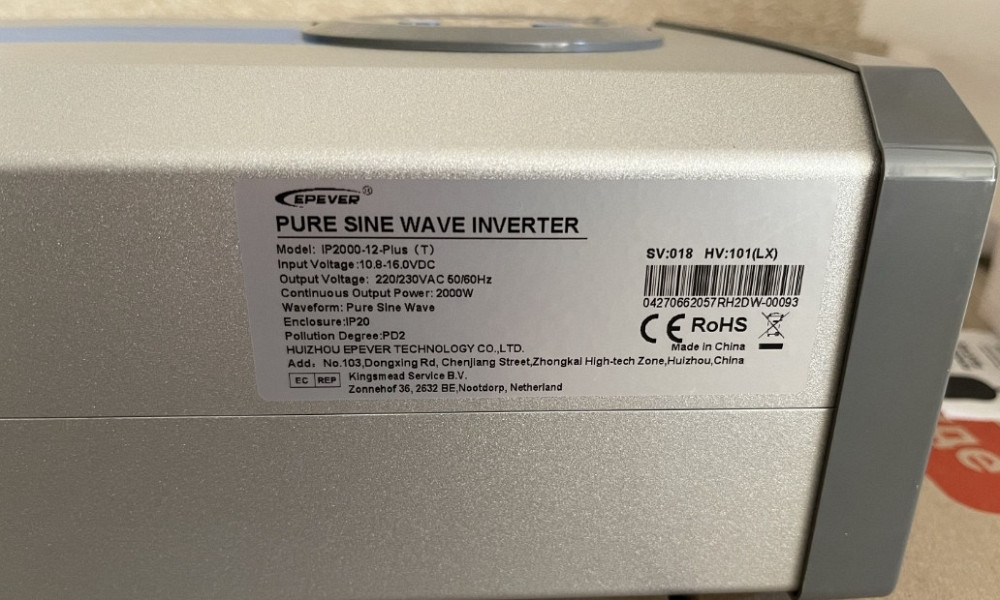 EPEVER®
PURE SINE WAVE INVERTER
Model: IP2000-12-Plus (T)
Input Voltage:10.8-16.0VDC
Output Voltage: 220/230VAC 50/60Hz
Continuous Output Power: 2000W
Waveform: Pure Sine Wave
Enclosure:IP20
Pollution Degree:PD2
HUIZHOU EPEVER TECHNOLOGY CO.,LTD.
Add: No.103,Dongxing Rd, Chenjiang Street,Zhongkai High-tech Zone,Huizhou,China
EC REP
Kingsmead Service B.V.
Zonnehof 36, 2632 BE,Nootdorp, Netherland
SV:018 HV:101(LX)
04270662057RH2DW-00093
CE RoHS
Made in China
ge